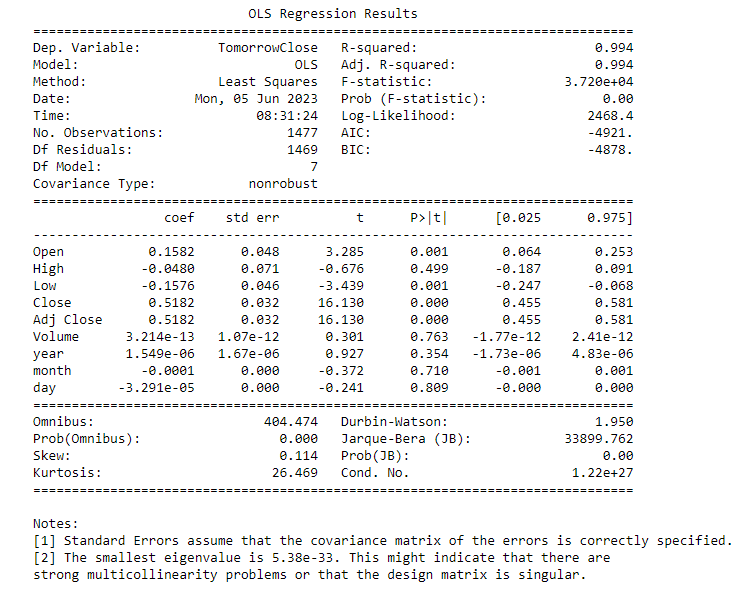 OLS Regression Results
==============================================================================
Dep. Variable:          TomorrowClose   R-squared:                       0.994
Model:                            OLS   Adj. R-squared:                  0.994
Method:                 Least Squares   F-statistic:                 3.720e+04
Date:                Mon, 05 Jun 2023   Prob (F-statistic):               0.00
Time:                        08:31:24   Log-Likelihood:                 2468.4
No. Observations:                1477   AIC:                            -4921.
Df Residuals:                    1469   BIC:                            -4878.
Df Model:                           7
Covariance Type:            nonrobust
==============================================================================
                 coef    std err          t      P>|t|      [0.025      0.975]
------------------------------------------------------------------------------
Open           0.1582      0.048      3.285      0.001       0.064       0.253
High          -0.0480      0.071     -0.676      0.499      -0.187       0.091
Low           -0.1576      0.046     -3.439      0.001      -0.247      -0.068
Close          0.5182      0.032     16.130      0.000       0.455       0.581
Adj Close      0.5182      0.032     16.130      0.000       0.455       0.581
Volume      3.214e-13   1.07e-12      0.301      0.763   -1.77e-12    2.41e-12
year        1.549e-06   1.67e-06      0.927      0.354   -1.73e-06    4.83e-06
month         -0.0001      0.000     -0.372      0.710      -0.001       0.001
day        -3.291e-05      0.000     -0.241      0.809      -0.000       0.000
==============================================================================
Omnibus:                      404.474   Durbin-Watson:                   1.950
Prob(Omnibus):                  0.000   Jarque-Bera (JB):            33899.762
Skew:                           0.114   Prob(JB):                         0.00
Kurtosis:                      26.469   Cond. No.                     1.22e+27
==============================================================================
Notes:
[1] Standard Errors assume that the covariance matrix of the errors is correctly specified.
[2] The smallest eigenvalue is 5.38e-33. This might indicate that there are
strong multicollinearity problems or that the design matrix is singular.